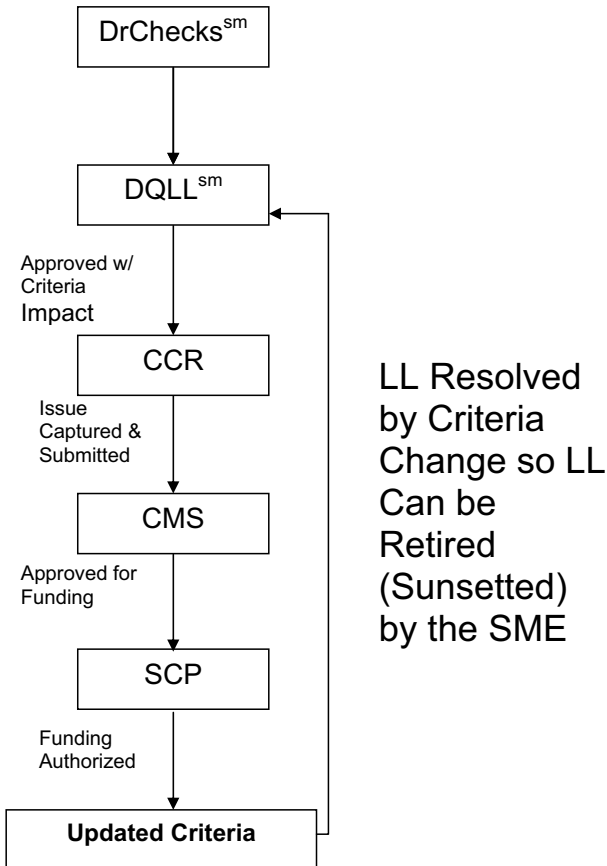 DrChecks sm
DQLL sm
Approved w/
Criteria
Impact
CCR
Issue
Captured &
Submitted
CMS
Approved for
Funding
SCP
Funding
Authorized
Updated Criteria
LL Resolved
by Criteria
Change so LL
Can be
Retired
(Sunsetted)
by the SME